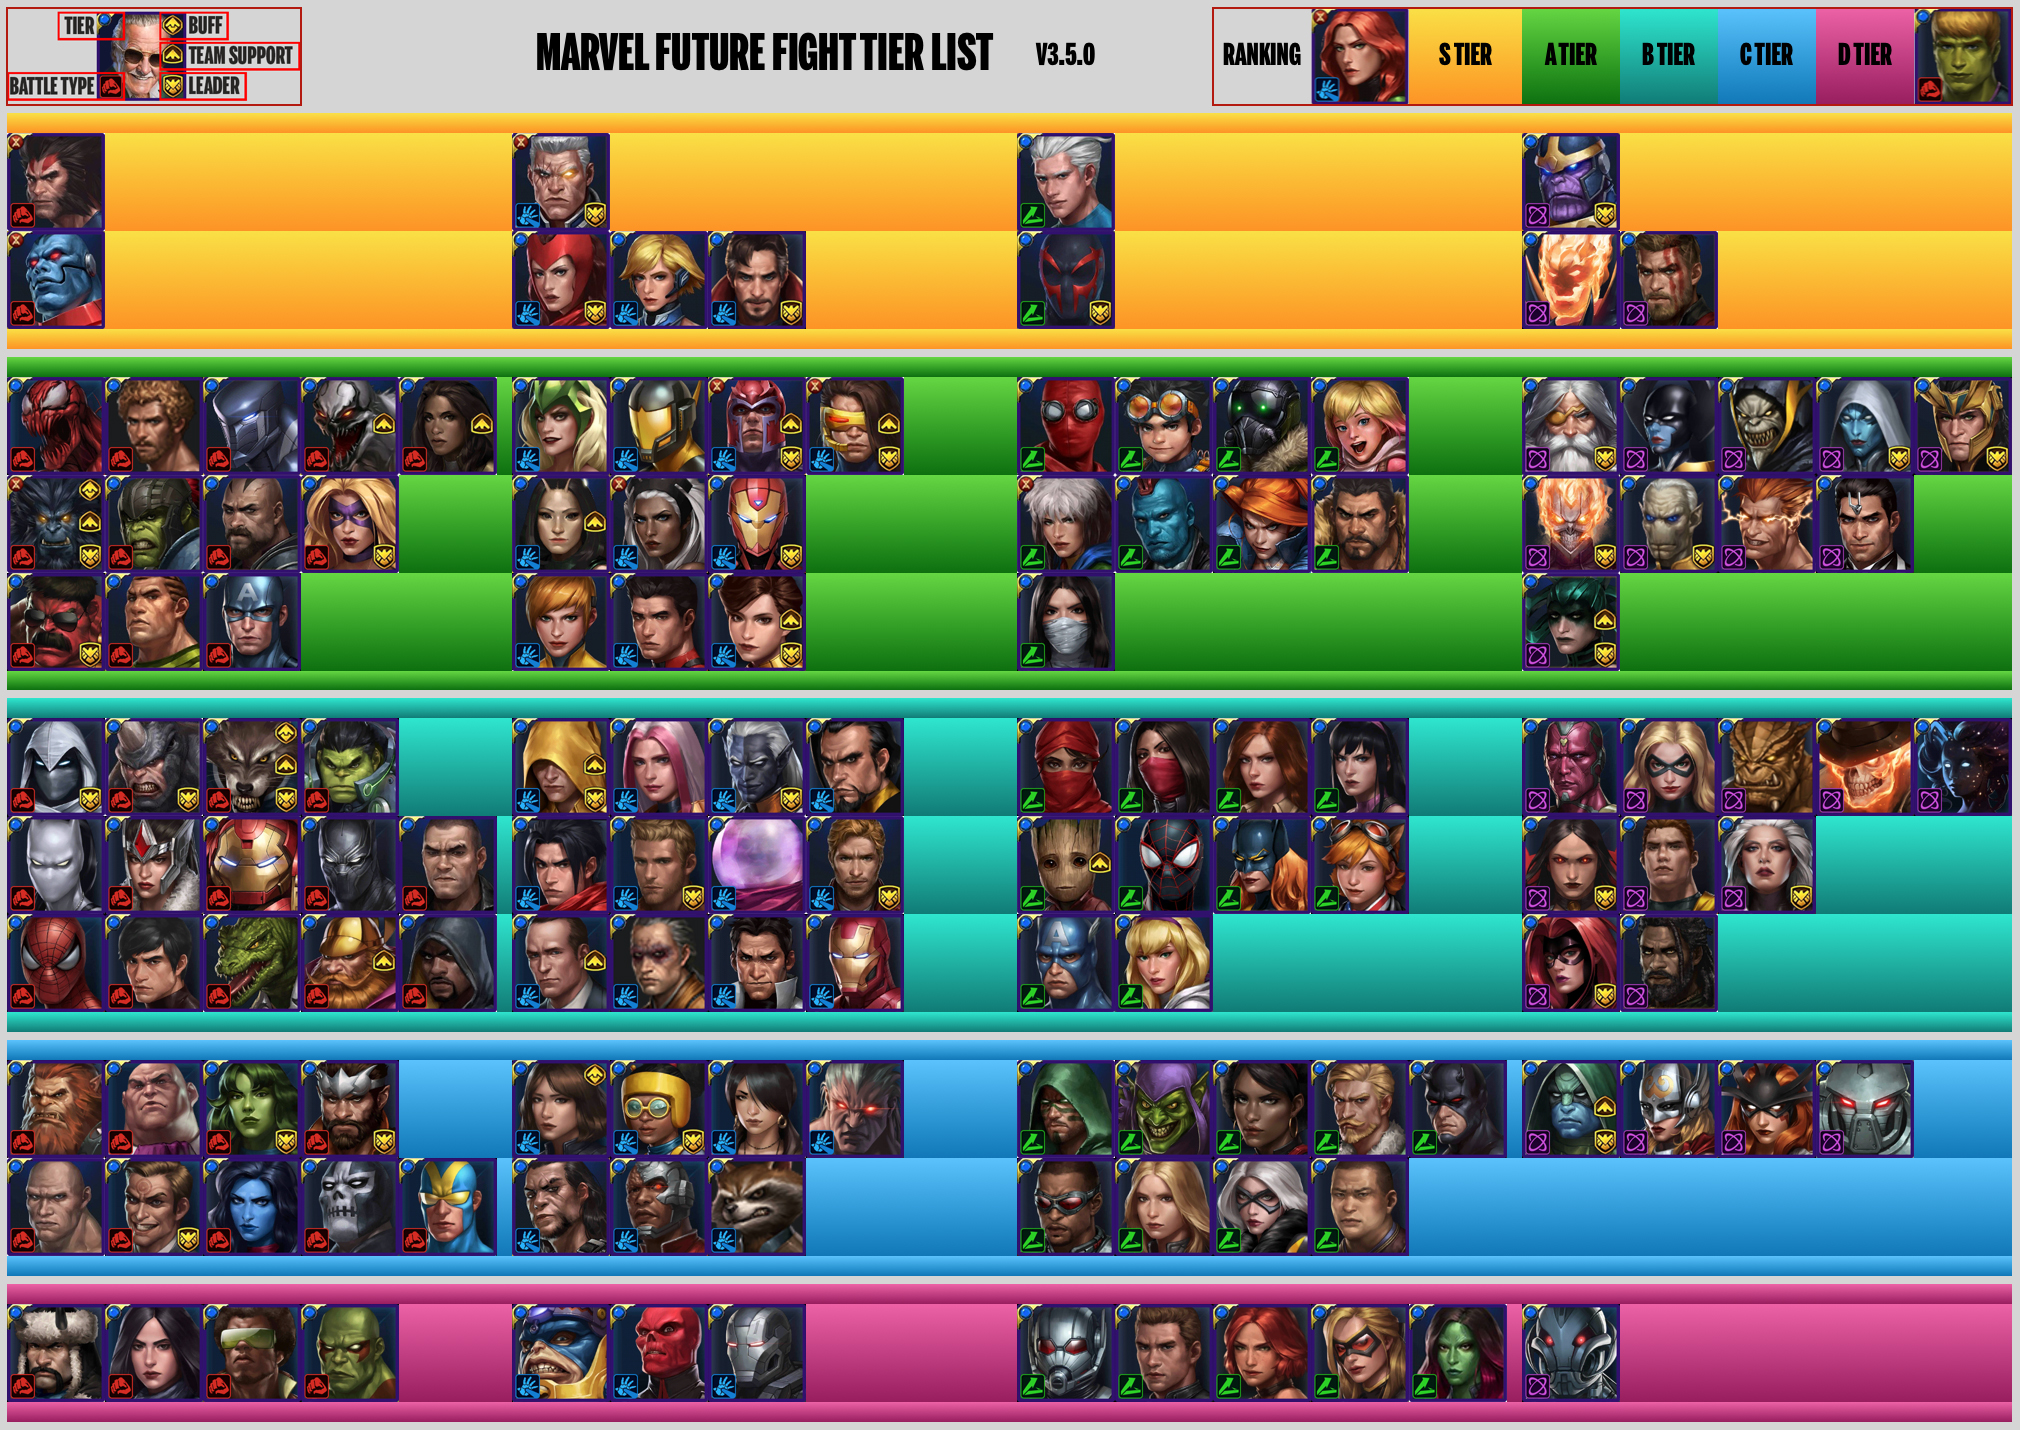 TIER BUFF
TEAM SUPPORT
BATTLE TYPE LEADER
MARVEL FUTURE FIGHT TIER LIST V3.5.0
RANKING S TIER A TIER B TIER C TIER D TIER